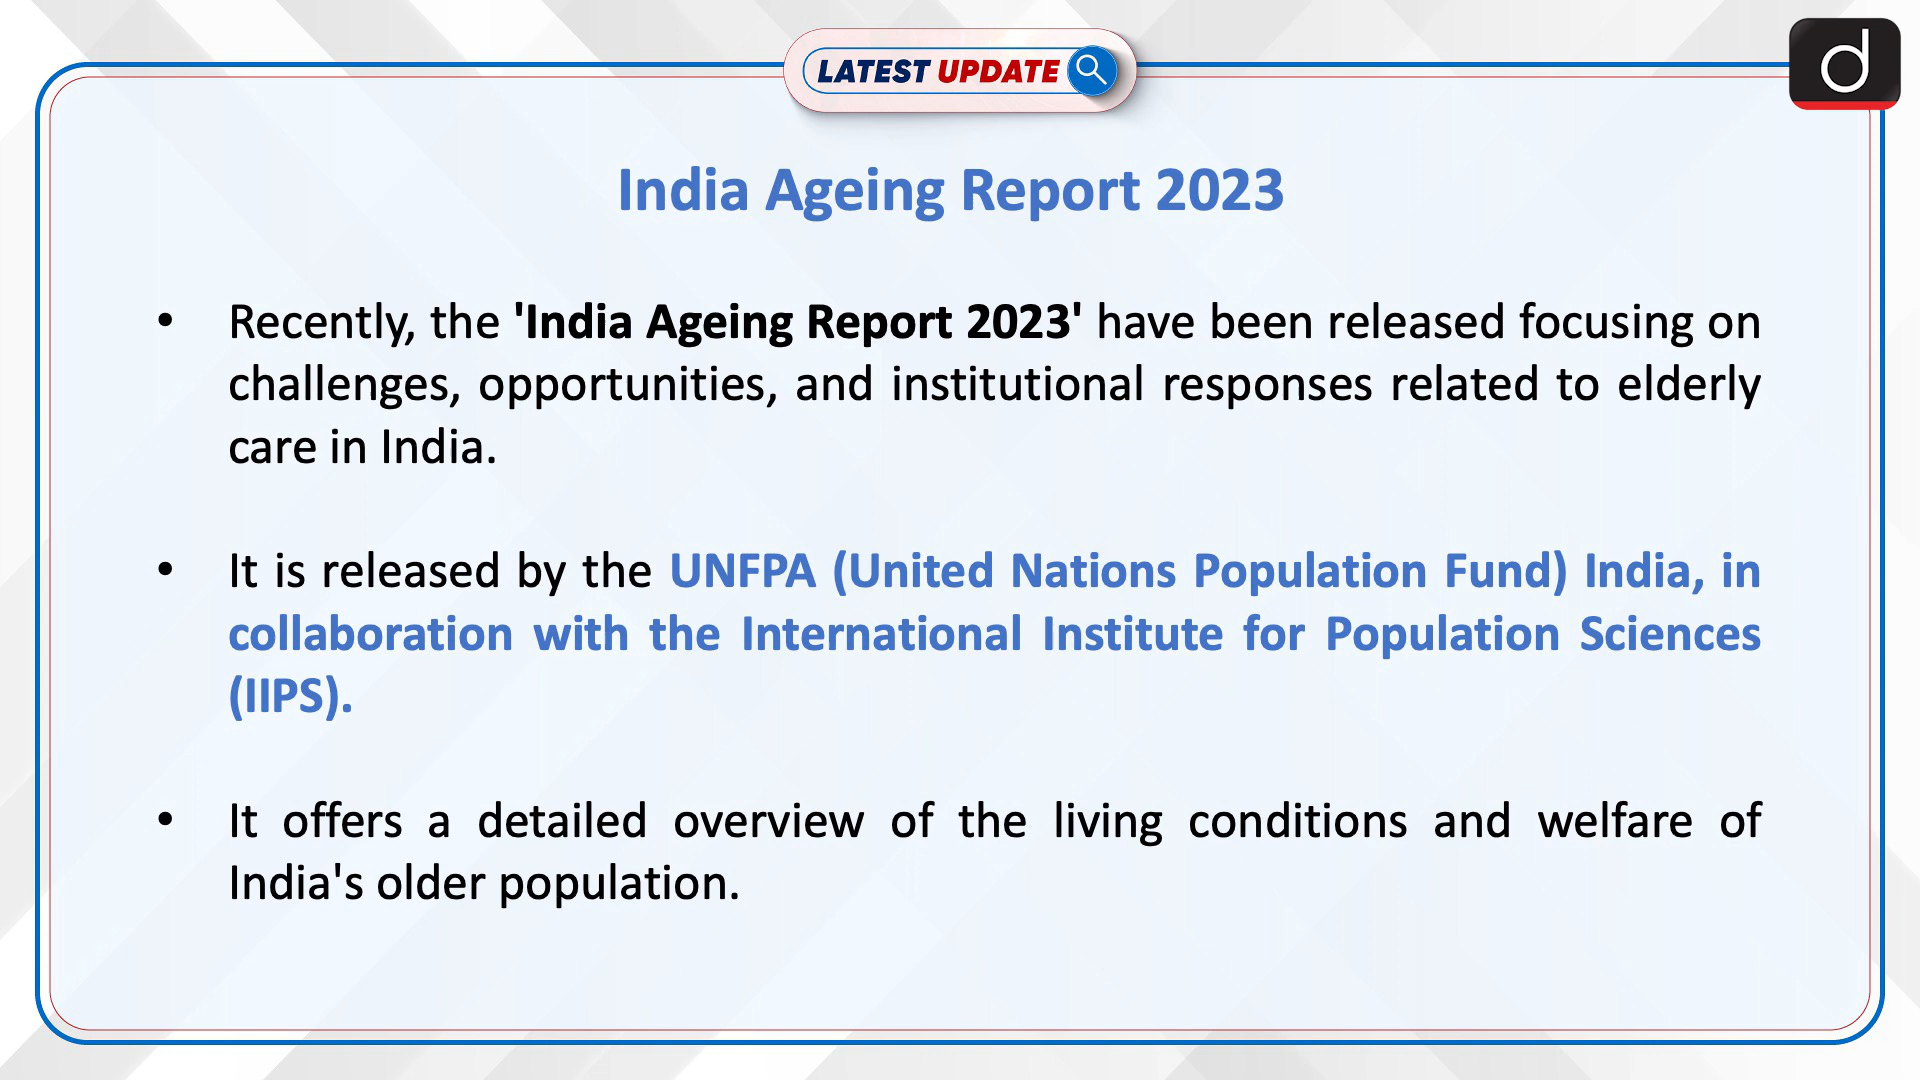 LATEST UPDATE
d
India Ageing Report 2023
• Recently, the 'India Ageing Report 2023' have been released focusing on
challenges, opportunities, and institutional responses related to elderly
care in India.
• It is released by the UNFPA (United Nations Population Fund) India, in
collaboration with the International Institute for Population Sciences
(IIPS).
• It offers a detailed overview of the living conditions and welfare of
India's older population.